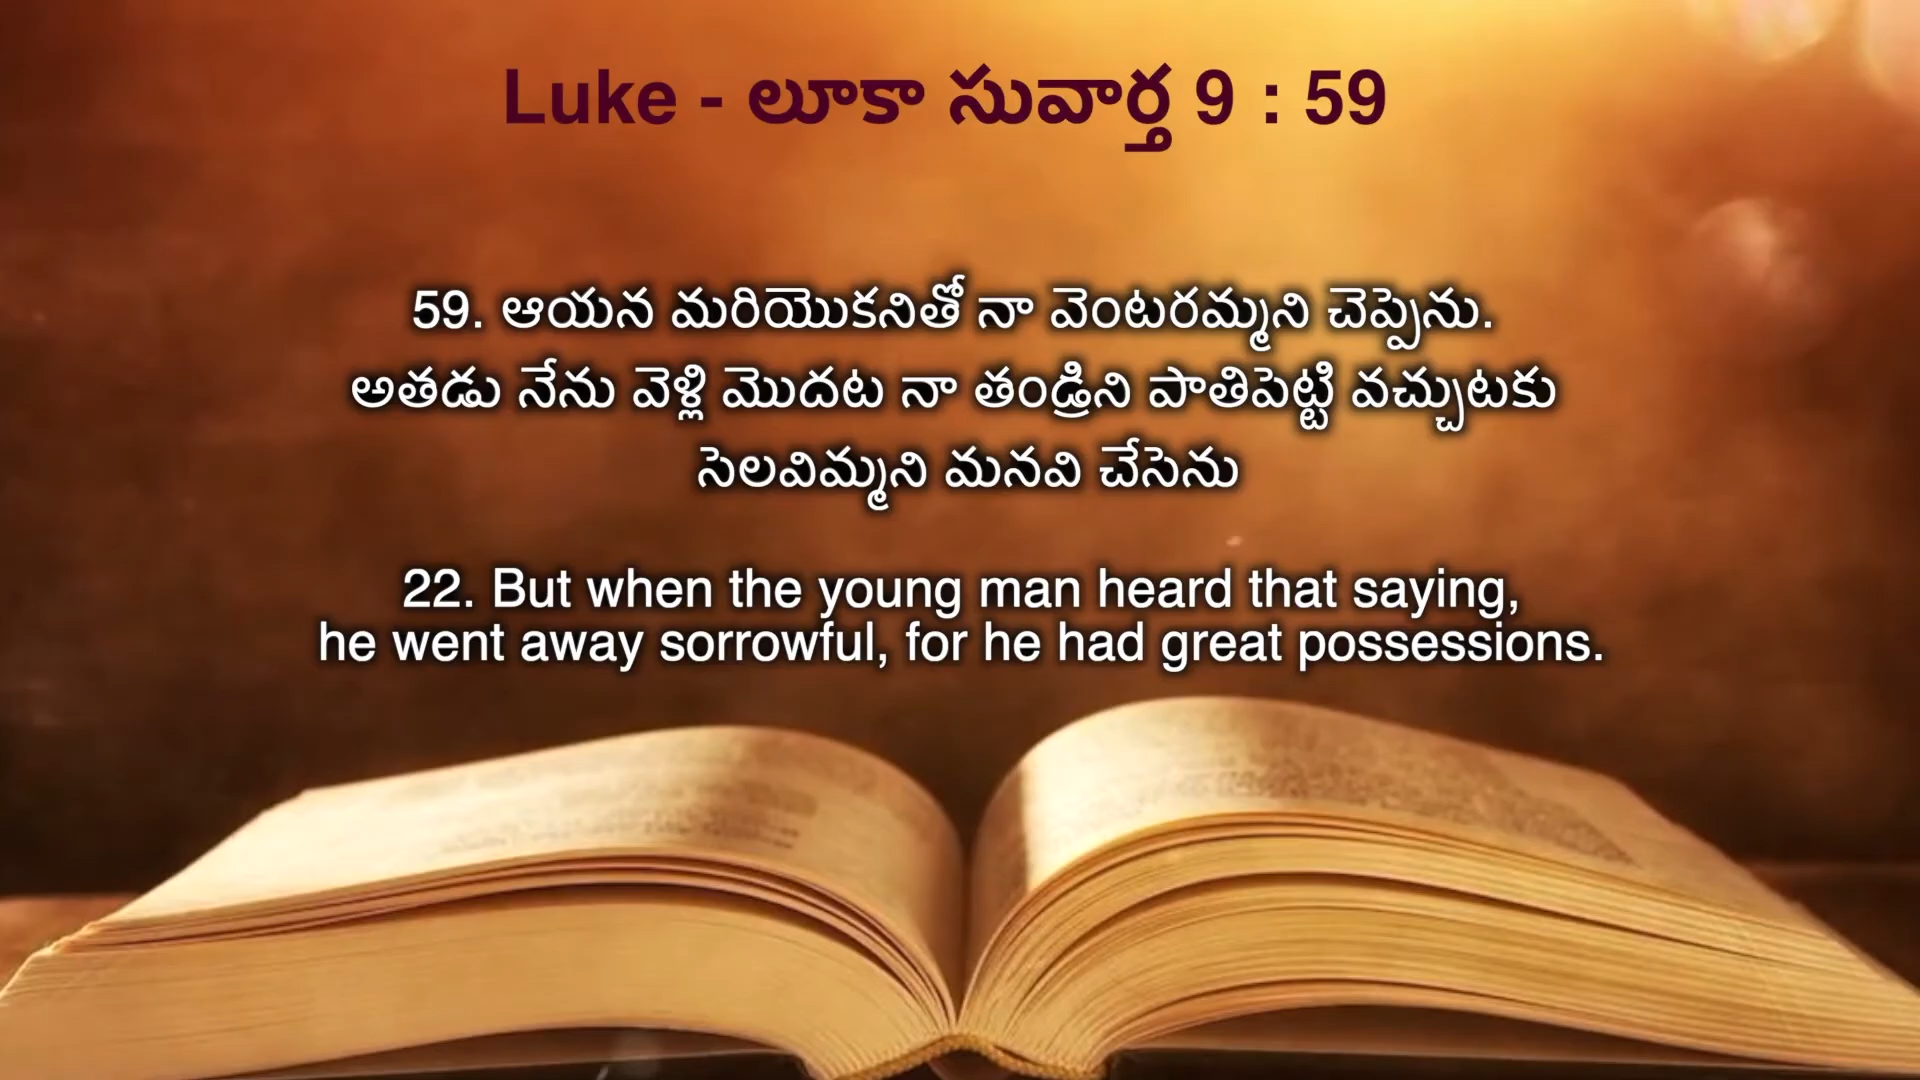 Luke - లూకా సువార్త 9 : 59
59. ఆయన మరియొకనితో నా వెంటరమ్మని చెప్పెను.
అతడు నేను వెళ్లి మొదట నా తండ్రిని పాతిపెట్టి వచ్చుటకు
సెలవిమ్మని మనవి చేసెను
22. But when the young man heard that saying,
he went away sorrowful, for he had great possessions.